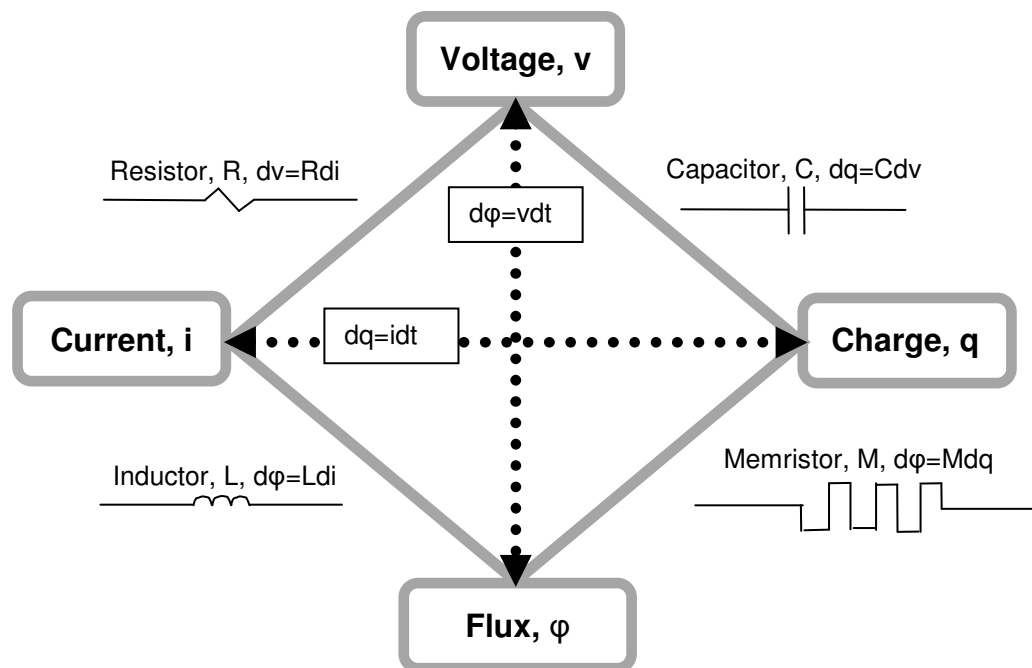 Voltage, v
Resistor, R, dv=Rdi
Capacitor, C, dq=Cdv
dφ=vdt
Current, i
dq=idt
Charge, q
Inductor, L, dφ=Ldi
Memristor, M, dφ=Mdq
Flux, φ